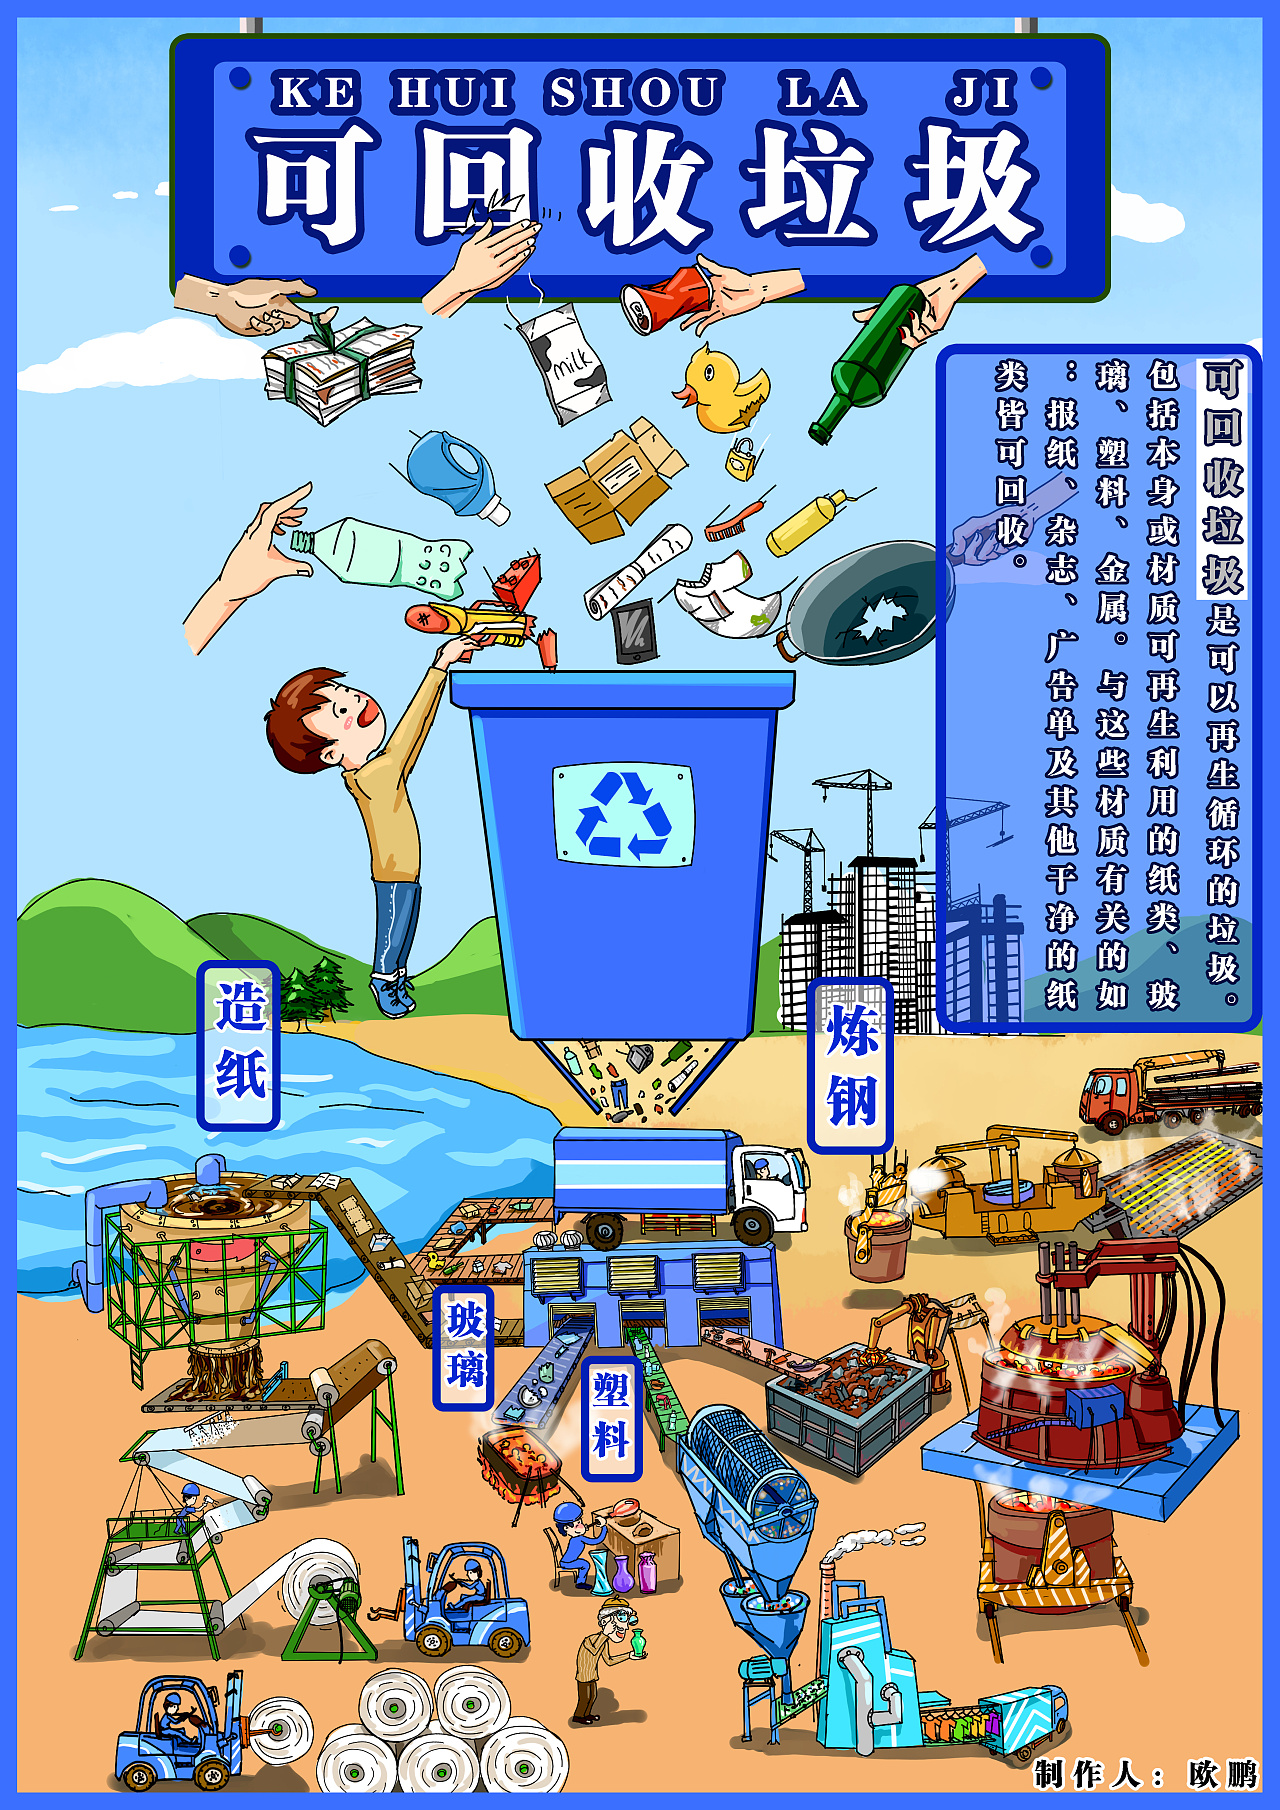 KE HUI SHOU LA JI
可回收垃圾
milk
可回收垃圾是可以再生循环的垃圾。
包括本身或材质可再生利用的纸类、玻
璃、塑料、金属。与这些材质有关的如
：报纸、杂志、广告单及其他干净的纸
类皆可回收。
造纸
炼钢
玻璃
塑料
制作人：欧鹏